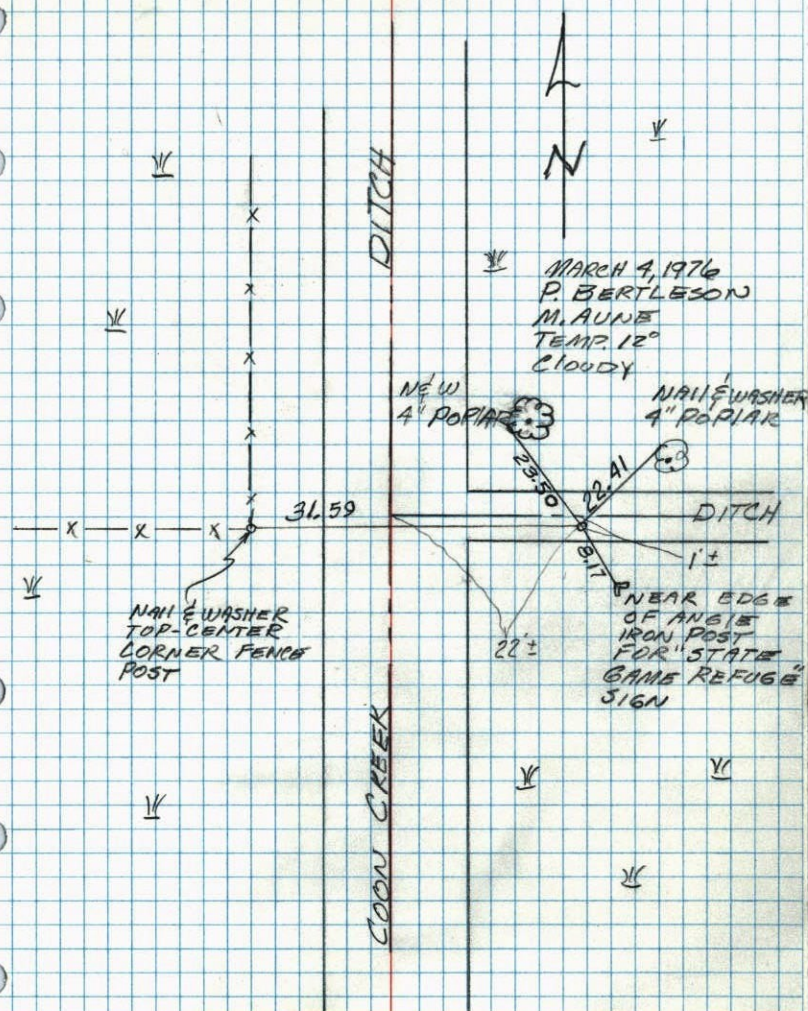 DITCH
N
MARCH 4, 1976
P. BERTLESON
M. AUNE
TEMP. 12°
CLOUDY
N & W
4" POPLAR
NAIL & WASHER
4" POPLAR
23.50
22.41
31.59
DITCH
1'±
8.17
NAIL & WASHER
TOP-CENTER
CORNER FENCE
POST
22'±
NEAR EDGE
OF ANGLE
IRON POST
FOR "STATE
GAME REFUGE"
SIGN
COON CREEK